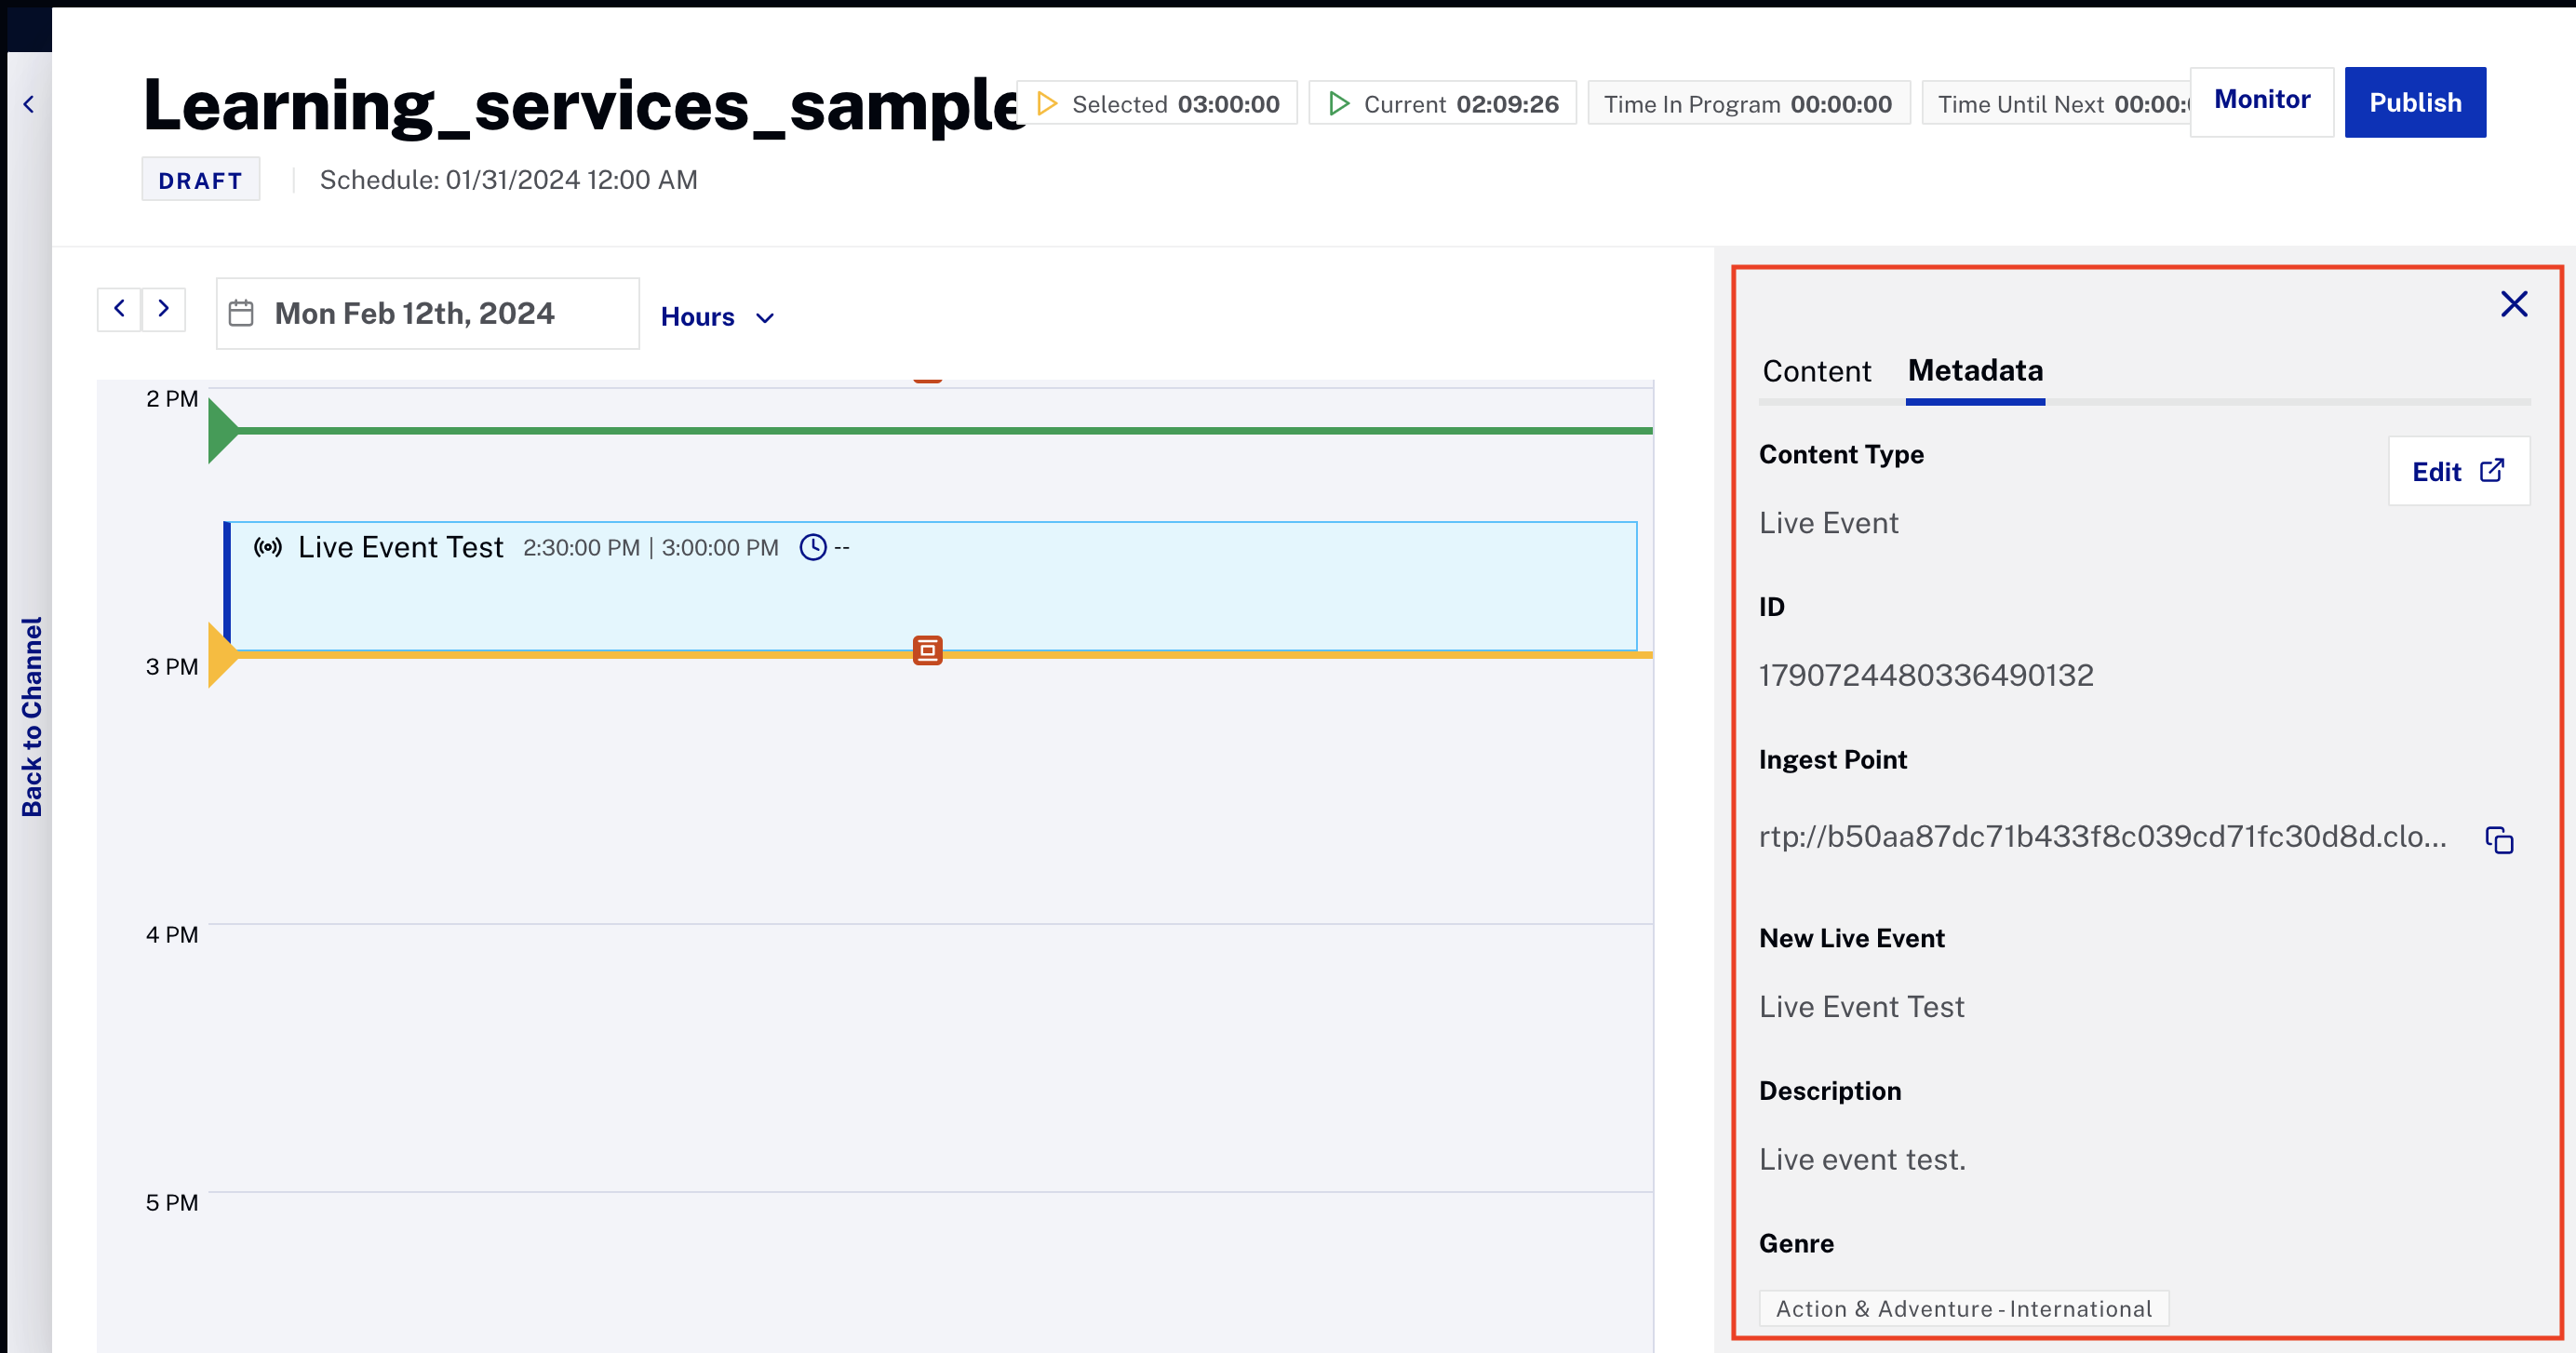 Learning_services_sample
Selected 03:00:00
Current 02:09:26
Time In Program 00:00:00
Time Until Next 00:00:
Monitor
Publish
DRAFT
Schedule: 01/31/2024 12:00 AM
Back to Channel
Mon Feb 12th, 2024
Hours
2 PM
Live Event Test 2:30:00 PM | 3:00:00 PM --
3 PM
4 PM
5 PM
Content Metadata
Content Type
Edit
Live Event
ID
1790724480336490132
Ingest Point
rtp://b50aa87dc71b433f8c039cd71fc30d8d.clo...
New Live Event
Live Event Test
Description
Live event test.
Genre
Action & Adventure - International